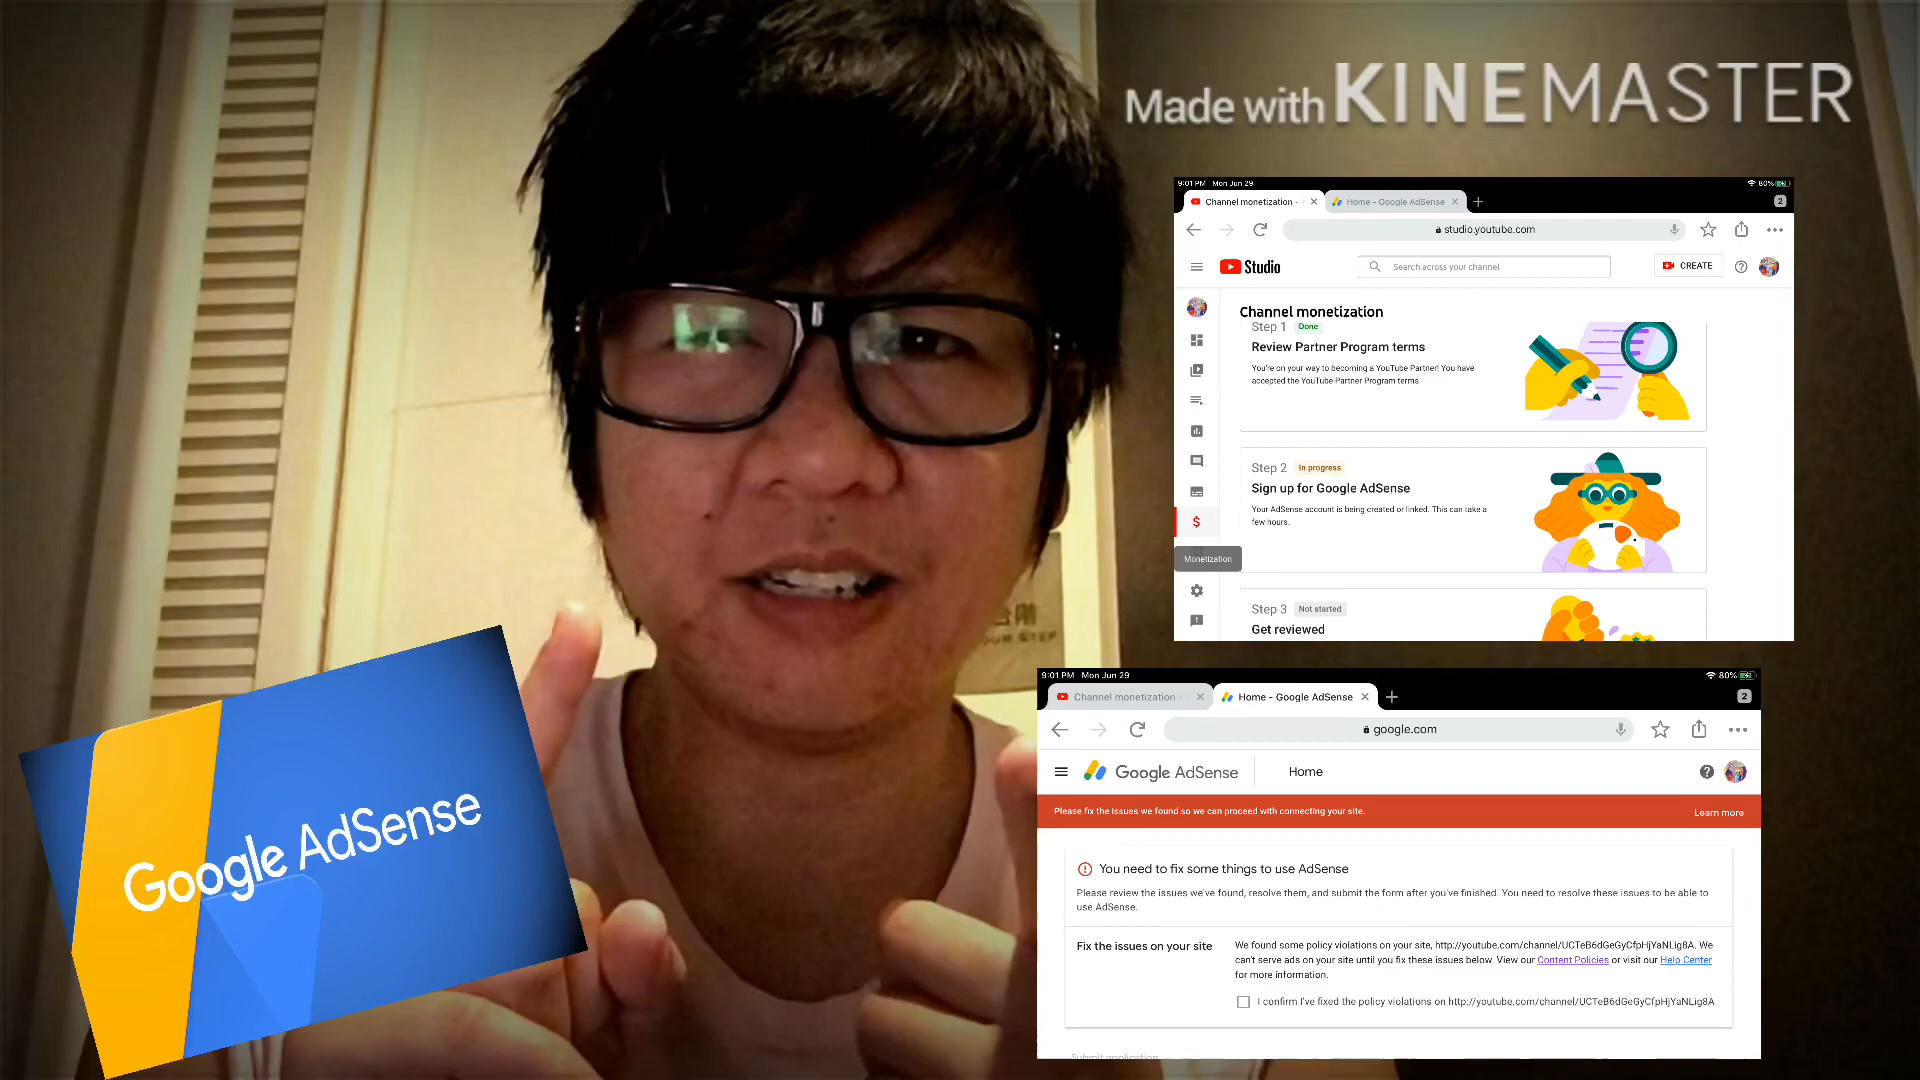 Made with KINEMASTER
9:01 PM Mon Jun 29
80%
Channel monetization -
Home - Google AdSense
2
studio.youtube.com
Studio
Search across your channel
CREATE
Channel monetization
Step 1 Done
Review Partner Program terms
You're on your way to becoming a YouTube Partner! You have
accepted the YouTube Partner Program terms.
Step 2 In progress
Sign up for Google AdSense
Your AdSense account is being created or linked. This can take a
few hours.
Monetization
Step 3 Not started
Get reviewed
STEP
Google AdSense
9:01 PM Mon Jun 29
80%
Channel monetization -
Home - Google AdSense
2
google.com
Google AdSense
Home
Please fix the issues we found so we can proceed with connecting your site.
Learn more
You need to fix some things to use AdSense
Please review the issues we've found, resolve them, and submit the form after you've finished. You need to resolve these issues to be able to
use AdSense.
Fix the issues on your site
We found some policy violations on your site, http://youtube.com/channel/UCTeB6dGeGyCfpHjYaNLig8A. We
can't serve ads on your site until you fix these issues below. View our Content Policies or visit our Help Center
for more information.
I confirm I've fixed the policy violations on http://youtube.com/channel/UCTeB6dGeGyCfpHjYaNLig8A
Submit application